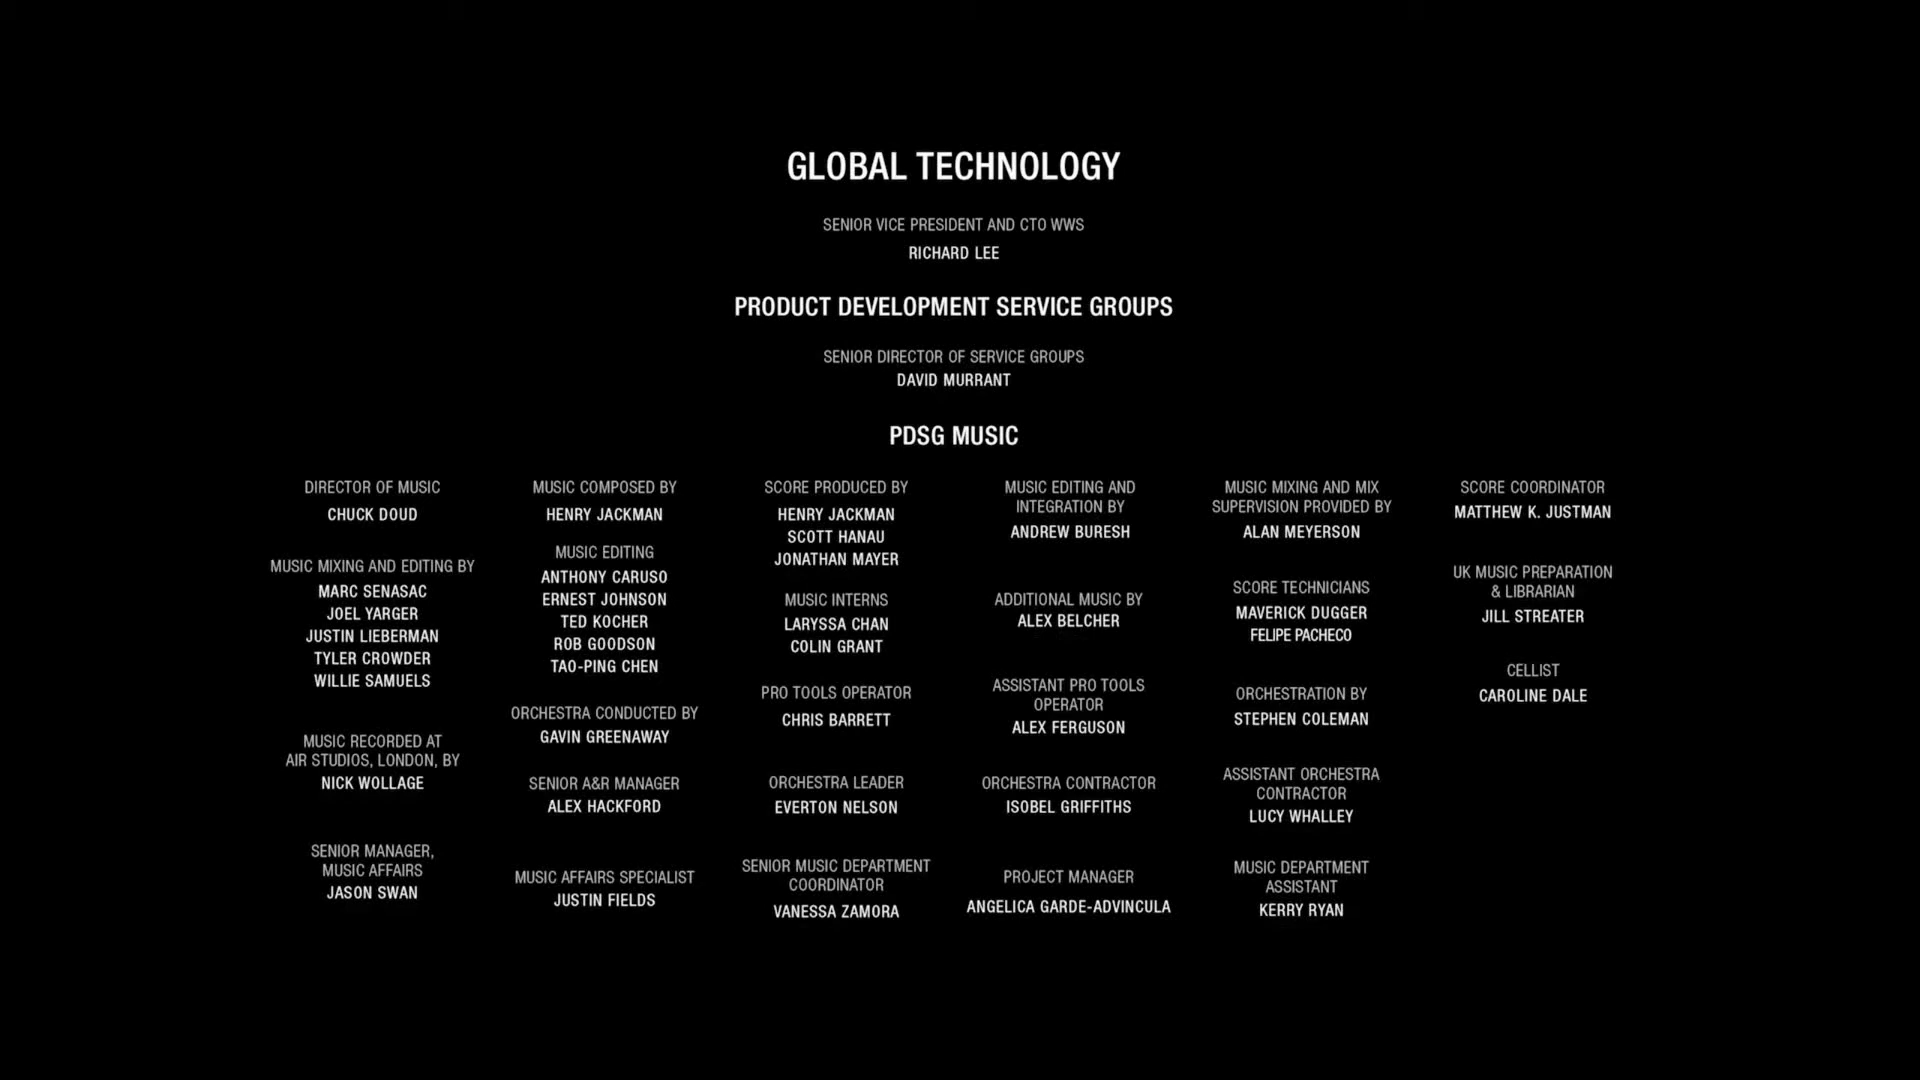 GLOBAL TECHNOLOGY
SENIOR VICE PRESIDENT AND CTO WWS
RICHARD LEE
PRODUCT DEVELOPMENT SERVICE GROUPS
SENIOR DIRECTOR OF SERVICE GROUPS
DAVID MURRANT
PDSG MUSIC
DIRECTOR OF MUSIC
CHUCK DOUD
MUSIC MIXING AND EDITING BY
MARC SENASAC
JOEL YARGER
JUSTIN LIEBERMAN
TYLER CROWDER
WILLIE SAMUELS
MUSIC RECORDED AT
AIR STUDIOS, LONDON, BY
NICK WOLLAGE
SENIOR MANAGER,
MUSIC AFFAIRS
JASON SWAN
MUSIC COMPOSED BY
HENRY JACKMAN
MUSIC EDITING
ANTHONY CARUSO
ERNEST JOHNSON
TED KOCHER
ROB GOODSON
TAO-PING CHEN
ORCHESTRA CONDUCTED BY
GAVIN GREENAWAY
SENIOR A&R MANAGER
ALEX HACKFORD
MUSIC AFFAIRS SPECIALIST
JUSTIN FIELDS
SCORE PRODUCED BY
HENRY JACKMAN
SCOTT HANAU
JONATHAN MAYER
MUSIC INTERNS
LARYSSA CHAN
COLIN GRANT
PRO TOOLS OPERATOR
CHRIS BARRETT
ORCHESTRA LEADER
EVERTON NELSON
SENIOR MUSIC DEPARTMENT
COORDINATOR
VANESSA ZAMORA
MUSIC EDITING AND
INTEGRATION BY
ANDREW BURESH
ADDITIONAL MUSIC BY
ALEX BELCHER
ASSISTANT PRO TOOLS
OPERATOR
ALEX FERGUSON
ORCHESTRA CONTRACTOR
ISOBEL GRIFFITHS
PROJECT MANAGER
ANGELICA GARDE-ADVINCULA
MUSIC MIXING AND MIX
SUPERVISION PROVIDED BY
ALAN MEYERSON
SCORE TECHNICIANS
MAVERICK DUGGER
FELIPE PACHECO
ORCHESTRATION BY
STEPHEN COLEMAN
ASSISTANT ORCHESTRA
CONTRACTOR
LUCY WHALLEY
MUSIC DEPARTMENT
ASSISTANT
KERRY RYAN
SCORE COORDINATOR
MATTHEW K. JUSTMAN
UK MUSIC PREPARATION
& LIBRARIAN
JILL STREATER
CELLIST
CAROLINE DALE